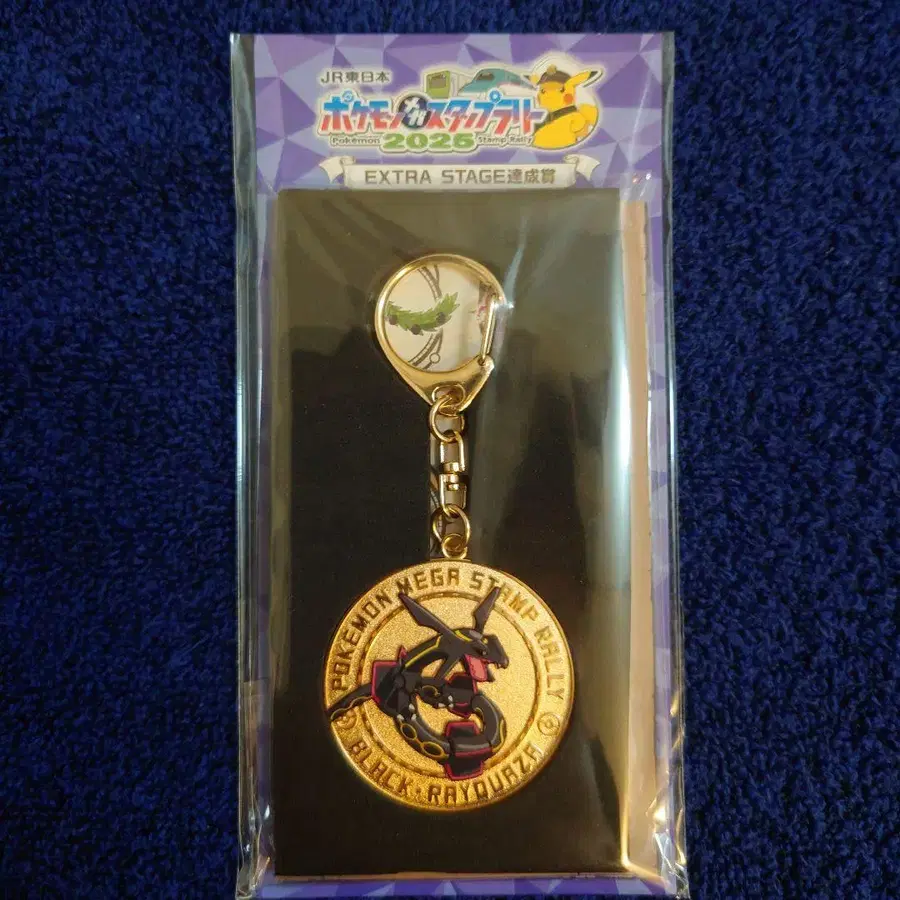 JR東日本
ポケモンメガスタンプラリー
Pokémon Stamp Rally
2026
EXTRA STAGE達成賞
POKEMON MEGA STAMP RALLY
BLACK・RAYQUAZA